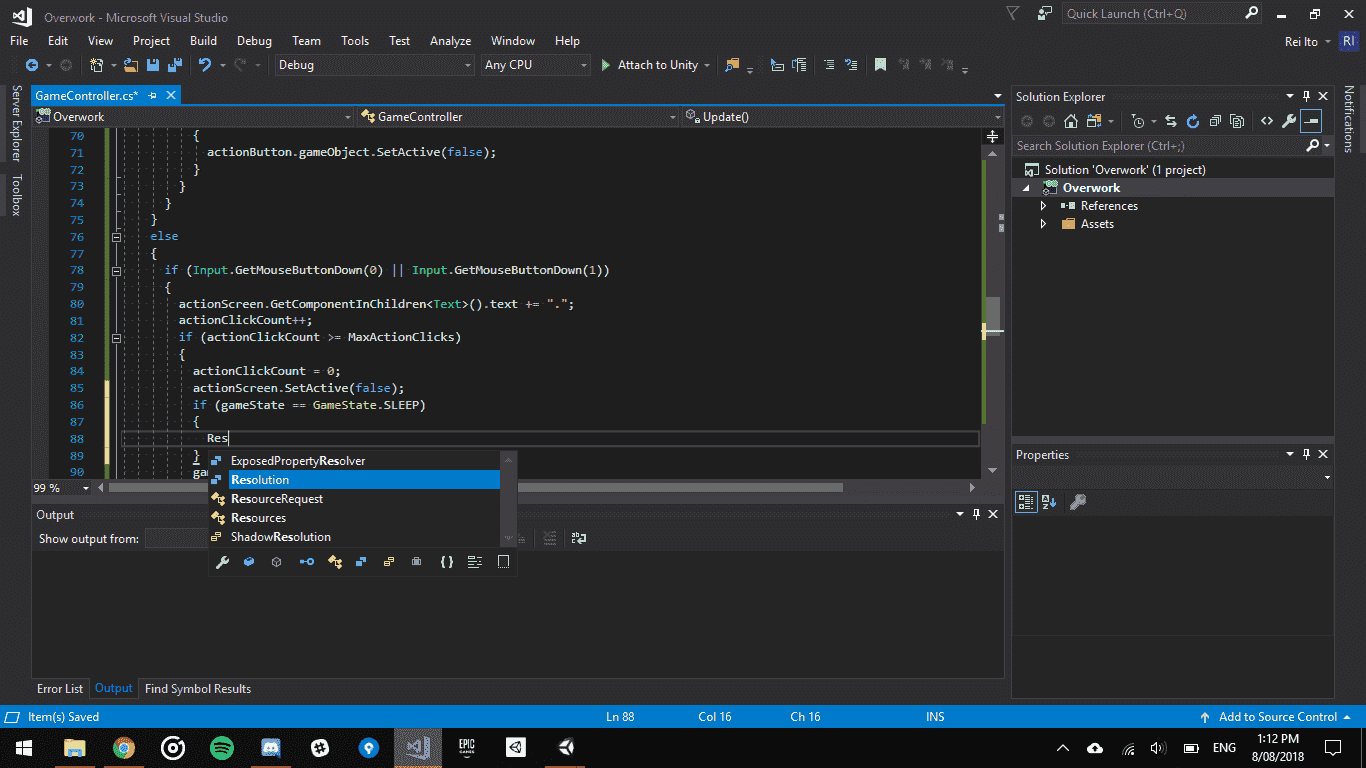 Overwork - Microsoft Visual Studio
Quick Launch (Ctrl+Q)
File Edit View Project Build Debug Team Tools Test Analyze Window Help
Rei Ito RI
Debug Any CPU Attach to Unity
Server Explorer
Toolbox
GameController.cs*
Overwork GameController Update()
70 {
71 actionButton.gameObject.SetActive(false);
72 }
73 }
74 }
75 }
76 else
77 {
78 if (Input.GetMouseButtonDown(0) || Input.GetMouseButtonDown(1))
79 {
80 actionScreen.GetComponentInChildren<Text>().text += ".";
81 actionClickCount++;
82 if (actionClickCount >= MaxActionClicks)
83 {
84 actionClickCount = 0;
85 actionScreen.SetActive(false);
86 if (gameState == GameState.SLEEP)
87 {
88 Res
89 }
90
ExposedPropertyResolver
Resolution
ResourceRequest
Resources
ShadowResolution
99 %
Output
Show output from:
Error List Output Find Symbol Results
Solution Explorer
Search Solution Explorer (Ctrl+;)
Solution 'Overwork' (1 project)
Overwork
References
Assets
Properties
Notifications
Item(s) Saved Ln 88 Col 16 Ch 16 INS Add to Source Control
EPIC GAMES
ENG
1:12 PM
8/08/2018